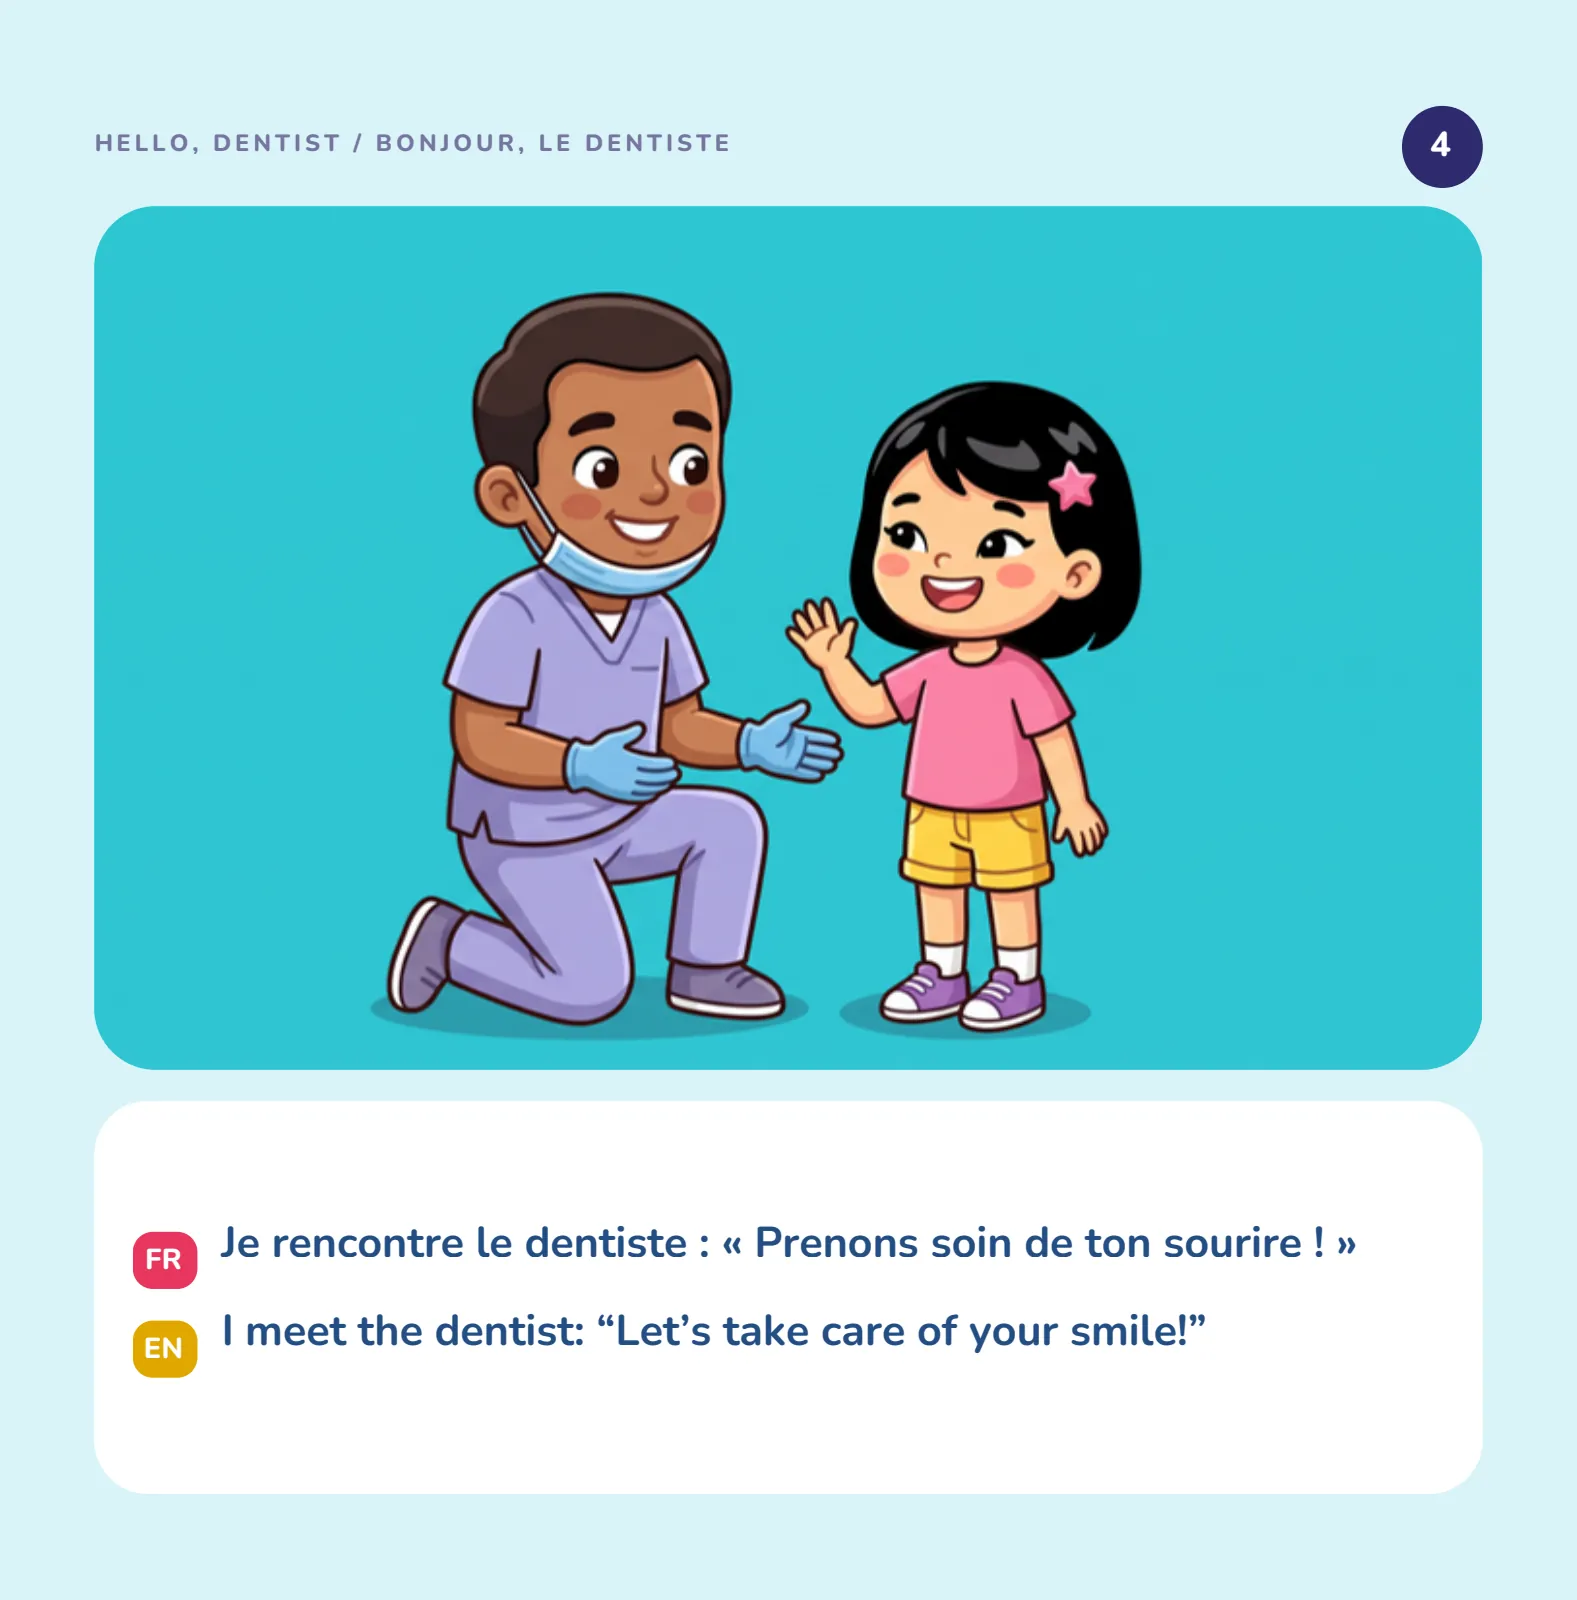 HELLO, DENTIST / BONJOUR, LE DENTISTE
4
FR Je rencontre le dentiste : « Prenons soin de ton sourire ! »
EN I meet the dentist: “Let’s take care of your smile!”